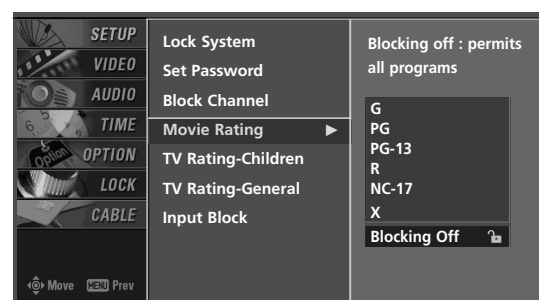 SETUP
VIDEO
AUDIO
TIME
OPTION
LOCK
CABLE
Move MENU Prev
Lock System
Set Password
Block Channel
Movie Rating
TV Rating-Children
TV Rating-General
Input Block
Blocking off : permits
all programs
G
PG
PG-13
R
NC-17
X
Blocking Off